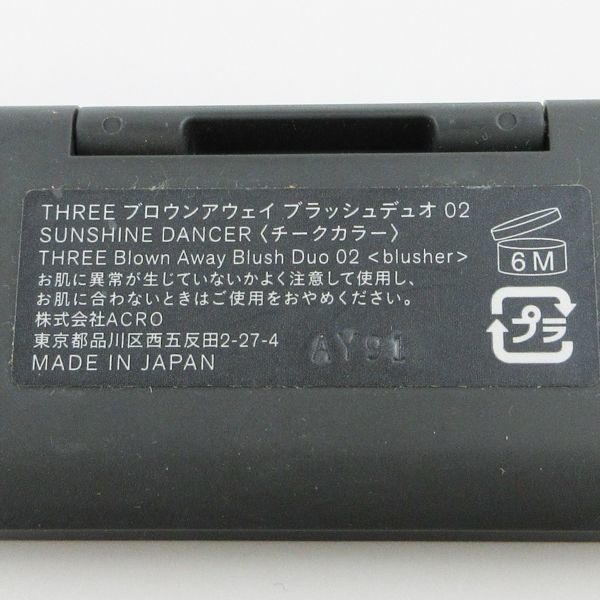 THREE ブロウンアウェイ ブラッシュデュオ 02
SUNSHINE DANCER〈チークカラー〉
THREE Blown Away Blush Duo 02 <blusher>
お肌に異常が生じていないかよく注意して使用し、
お肌に合わないときはご使用をおやめください。
株式会社ACRO
東京都品川区西五反田2-27-4
MADE IN JAPAN
AY91
6M
プラ